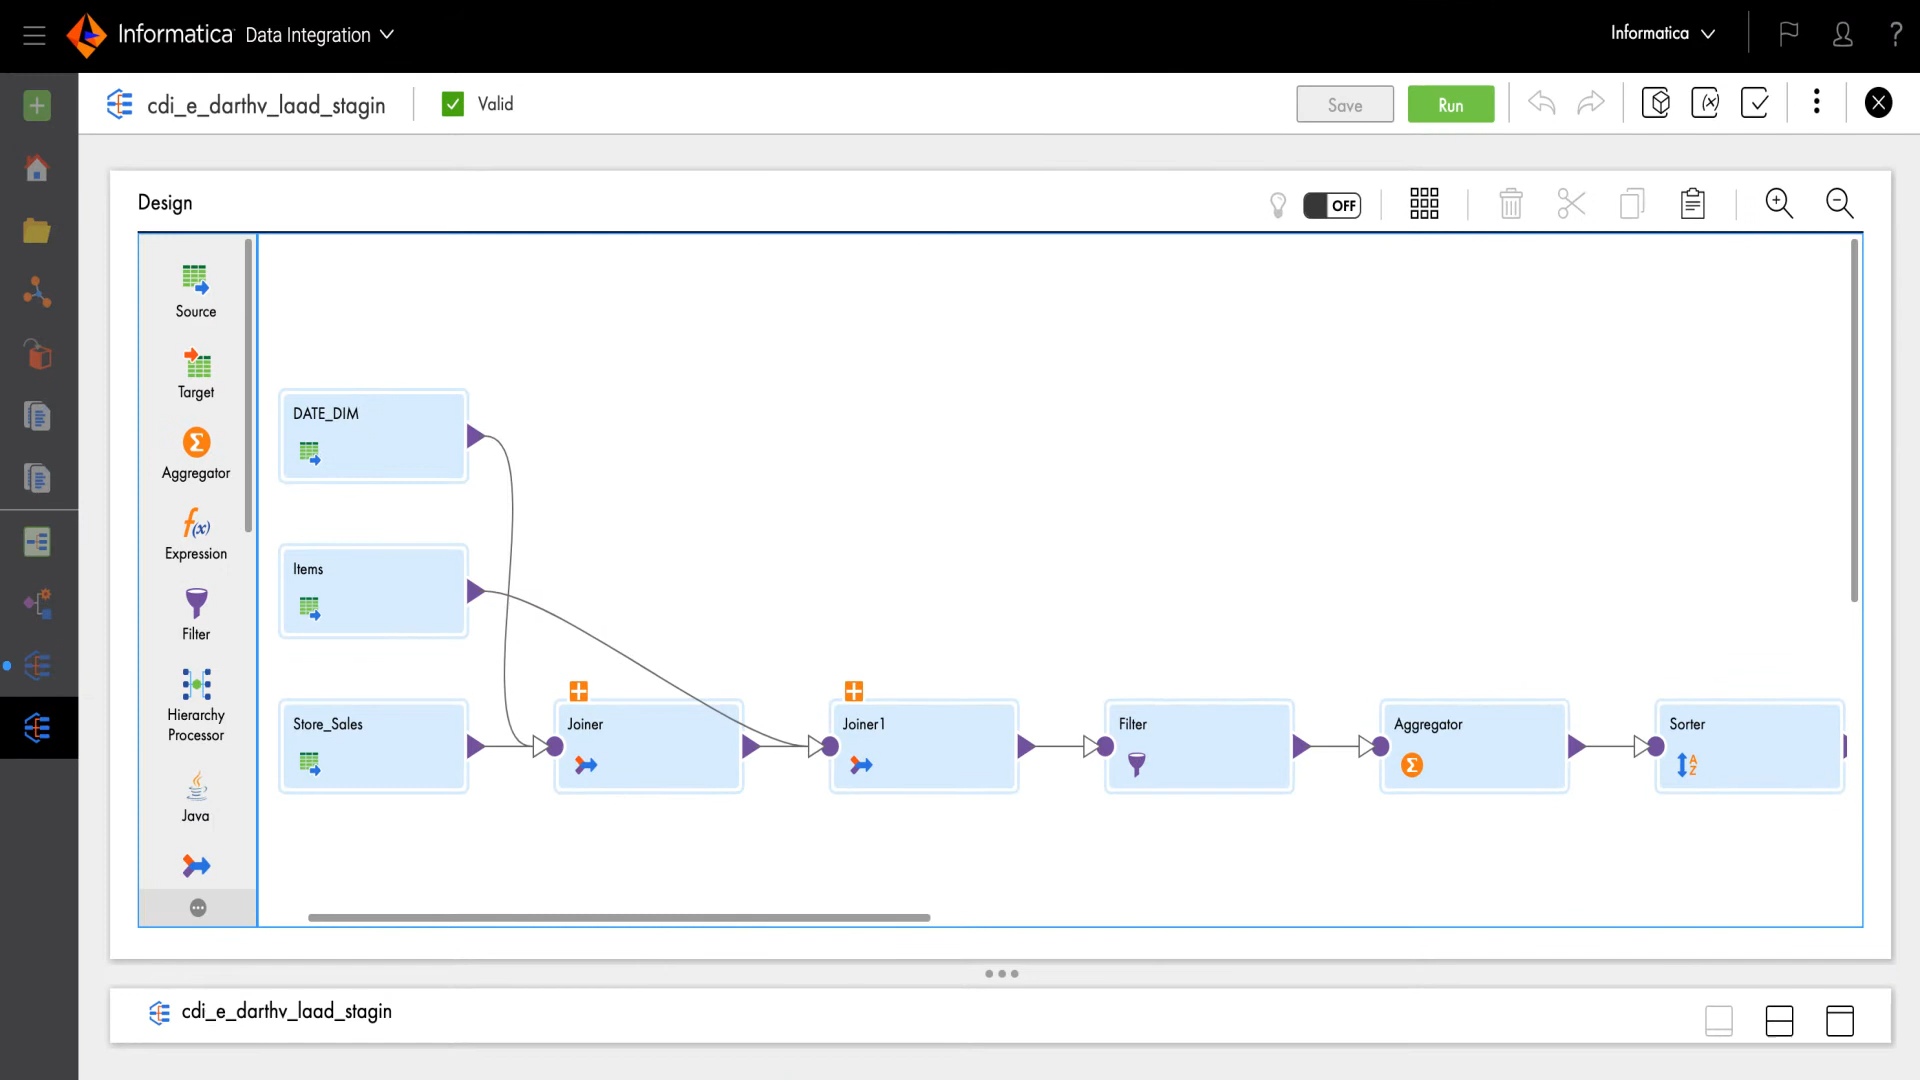 Informatica Data Integration
Informatica
?
cdi_e_darthv_laad_stagin
Valid
Save
Run
(x)
Design
OFF
Source
Target
Σ
Aggregator
f(x)
Expression
Filter
Hierarchy
Processor
Java
DATE_DIM
Items
Store_Sales
Joiner
Joiner1
Filter
Aggregator
Σ
Sorter
A
Z
cdi_e_darthv_laad_stagin